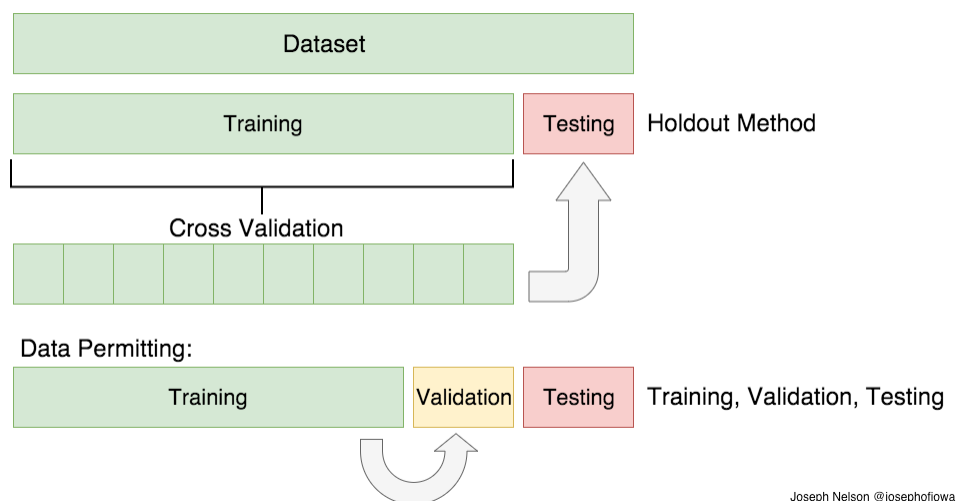 Dataset
Training
Testing
Holdout Method
Cross Validation
Data Permitting:
Training
Validation
Testing
Training, Validation, Testing
Joseph Nelson @josephofiowa